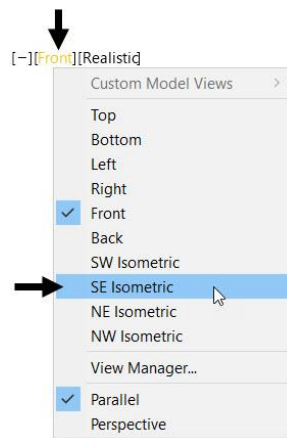 [−][Front][Realistic]
Custom Model Views >
Top
Bottom
Left
Right
Front
Back
SW Isometric
SE Isometric
NE Isometric
NW Isometric
View Manager...
Parallel
Perspective